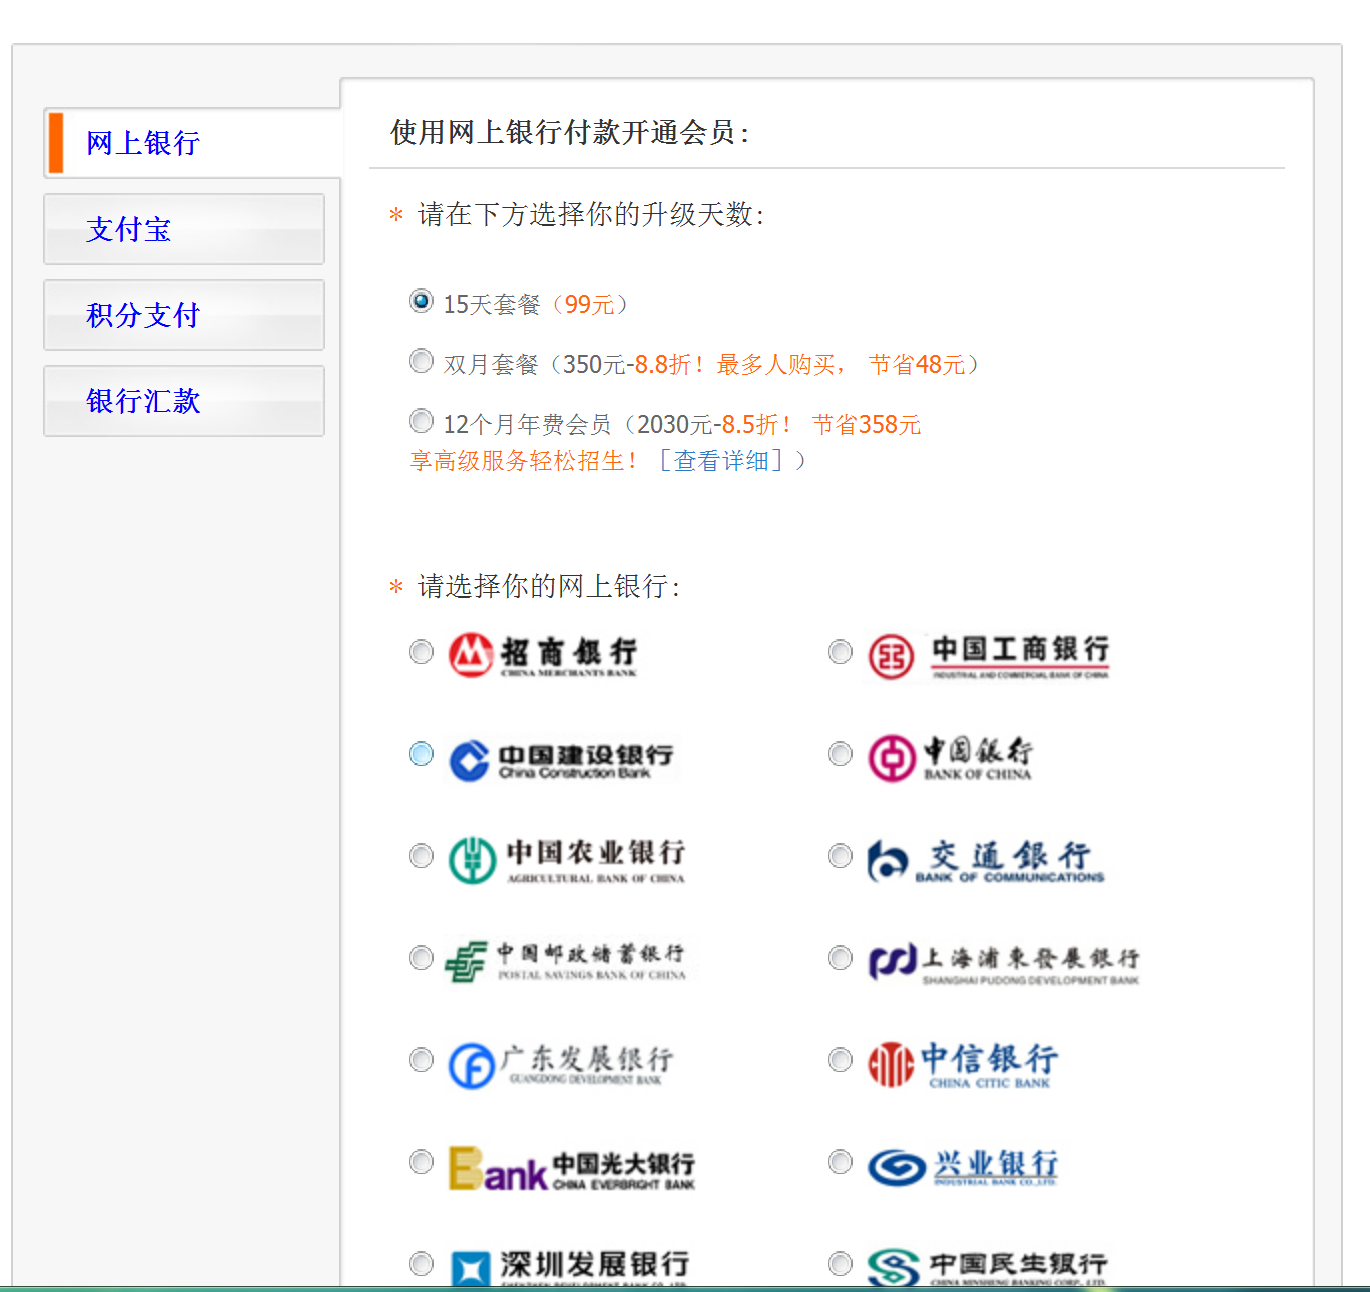 网上银行
支付宝
积分支付
银行汇款
使用网上银行付款开通会员:
* 请在下方选择你的升级天数:
15天套餐（99元）
双月套餐（350元-8.8折！最多人购买， 节省48元）
12个月年费会员（2030元-8.5折！ 节省358元
享高级服务轻松招生！［查看详细］）
* 请选择你的网上银行:
招商银行
CHINA MERCHANTS BANK
中国工商银行
INDUSTRIAL AND COMMERCIAL BANK OF CHINA
中国建设银行
China Construction Bank
中国银行
BANK OF CHINA
中国农业银行
AGRICULTURAL BANK OF CHINA
交通銀行
BANK OF COMMUNICATIONS
中国邮政储蓄银行
POSTAL SAVINGS BANK OF CHINA
上海浦東發展銀行
SHANGHAI PUDONG DEVELOPMENT BANK
广东发展银行
GUANGDONG DEVELOPMENT BANK
中信银行
CHINA CITIC BANK
Bank 中国光大银行
CHINA EVERBRIGHT BANK
兴业银行
INDUSTRIAL BANK CO.,LTD.
深圳发展银行
SHENZHEN DEVELOPMENT BANK CO., LTD.
中国民生银行
CHINA MINSHENG BANKING CORP., LTD.